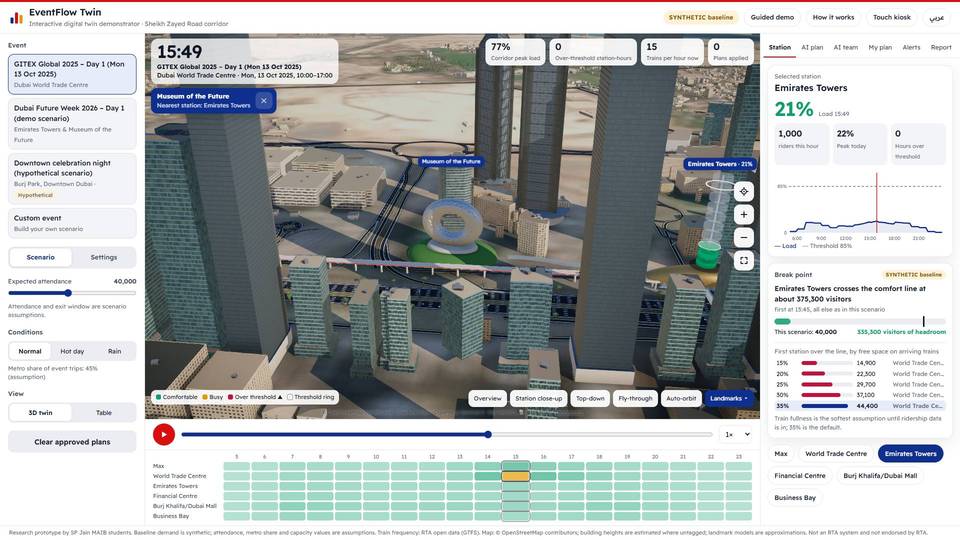 EventFlow Twin
Interactive digital twin demonstrator · Sheikh Zayed Road corridor
SYNTHETIC baseline
Guided demo
How it works
Touch kiosk
عربي
Event
GITEX Global 2025 – Day 1 (Mon
13 Oct 2025)
Dubai World Trade Centre
Dubai Future Week 2026 – Day 1
(demo scenario)
Emirates Towers & Museum of the
Future
Downtown celebration night
(hypothetical scenario)
Burj Park, Downtown Dubai ·
Hypothetical
Custom event
Build your own scenario
Scenario
Settings
Expected attendance 40,000
Attendance and exit window are scenario
assumptions.
Conditions
Normal
Hot day
Rain
Metro share of event trips: 45%
(assumption)
View
3D twin
Table
Clear approved plans
15:49
GITEX Global 2025 – Day 1 (Mon 13 Oct 2025)
Dubai World Trade Centre · Mon, 13 Oct 2025, 10:00–17:00
Museum of the Future
Nearest station: Emirates Towers
×
77%
Corridor peak load
0
Over-threshold station-hours
15
Trains per hour now
0
Plans applied
Museum of the Future
Emirates Towers · 21%
+
−
Comfortable
Busy
Over threshold ▲
Threshold ring
Overview
Station close-up
Top-down
Fly-through
Auto-orbit
Landmarks
1×
5 6 7 8 9 10 11 12 13 14 15 16 17 18 19 20 21 22 23
Max
World Trade Centre
Emirates Towers
Financial Centre
Burj Khalifa/Dubai Mall
Business Bay
Station
AI plan
AI team
My plan
Alerts
Report
Selected station
Emirates Towers
21% Load 15:49
1,000
riders this hour
22%
Peak today
0
Hours over
threshold
85%
0
6:00 9:00 12:00 15:00 18:00 21:00
Load
Threshold 85%
Break point
SYNTHETIC baseline
Emirates Towers crosses the comfort line at
about 375,300 visitors
first at 13:45, all else as in this scenario
This scenario: 40,000
335,300 visitors of headroom
First station over the line, by free space on arriving trains
15% 14,900 World Trade Cen...
20% 22,300 World Trade Cen...
25% 29,700 World Trade Cen...
30% 37,100 World Trade Cen...
35% 44,400 World Trade Ce...
Train fullness is the softest assumption until ridership data
is in; 35% is the default.
Max
World Trade Centre
Emirates Towers
Financial Centre
Burj Khalifa/Dubai Mall
Business Bay
Research prototype by SP Jain MAIB students. Baseline demand is synthetic; attendance, metro share and capacity values are assumptions. Train frequency: RTA open data (GTFS). Map: © OpenStreetMap contributors; building heights are estimated where untagged; landmark models are approximations. Not an RTA system and not endorsed by RTA.